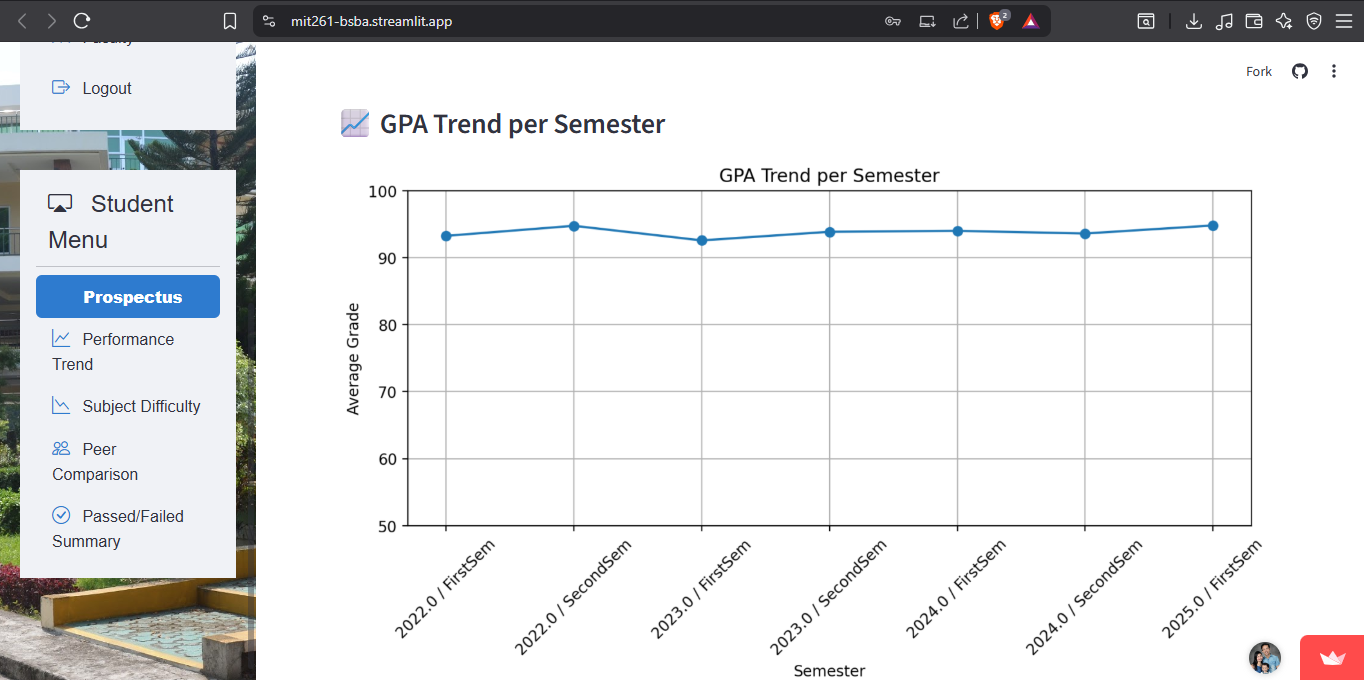 mit261-bsba.streamlit.app
2
Faculty
Logout
Student
Menu
Prospectus
Performance
Trend
Subject Difficulty
Peer
Comparison
Passed/Failed
Summary
Fork
GPA Trend per Semester
GPA Trend per Semester
100
90
80
70
60
50
Average Grade
2022.0 / FirstSem
2022.0 / SecondSem
2023.0 / FirstSem
2023.0 / SecondSem
2024.0 / FirstSem
2024.0 / SecondSem
2025.0 / FirstSem
Semester